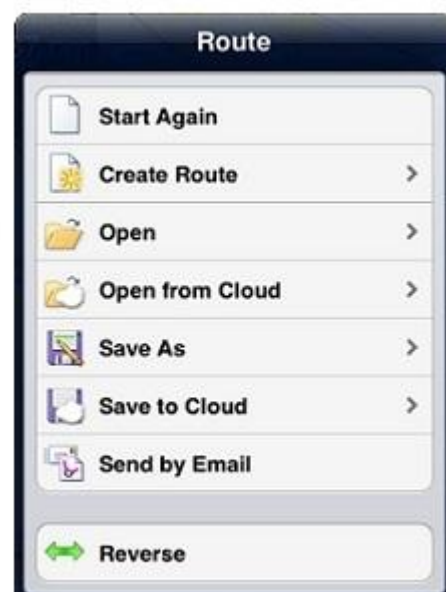 Route
Start Again
Create Route
Open
Open from Cloud
Save As
Save to Cloud
Send by Email
Reverse